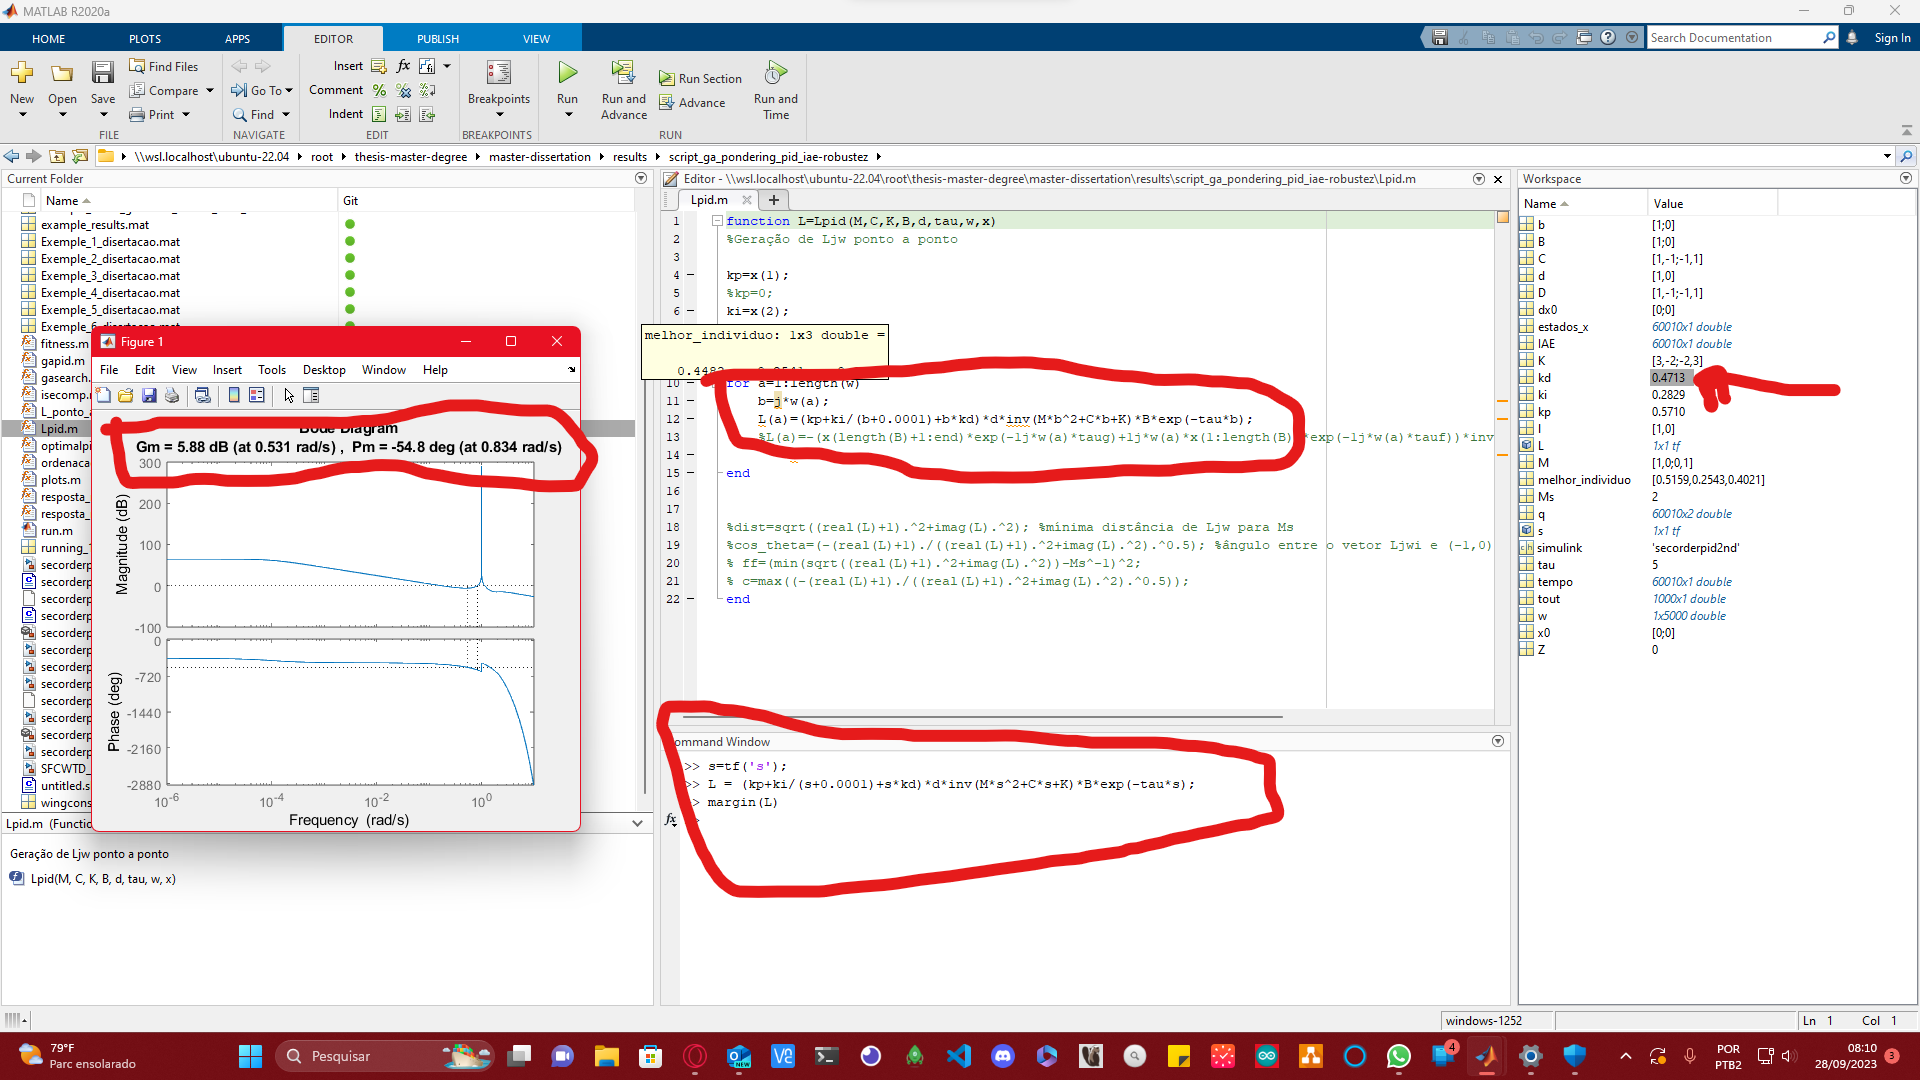 MATLAB R2020a
HOME PLOTS APPS EDITOR PUBLISH VIEW
Search Documentation Sign In
New Open Save
Find Files
Compare
Print
FILE
Go To
Find
NAVIGATE
Insert fx
Comment
Indent
EDIT
Breakpoints
BREAKPOINTS
Run
Run and Advance
Run Section
Advance
Run and Time
RUN
\\wsl.localhost\ubuntu-22.04 root thesis-master-degree master-dissertation results script_ga_pondering_pid_iae-robustez
Current Folder
Name Git
example_results.mat
Exemple_1_disertacao.mat
Exemple_2_disertacao.mat
Exemple_3_disertacao.mat
Exemple_4_disertacao.mat
Exemple_5_disertacao.mat
fitness.m
gapid.m
gasearch.
isecomp.m
L_ponto_a
Lpid.m
optimalpi
ordenaca
plots.m
resposta_
resposta_
run.m
running_
secorderp
secorderp
secorderp
secorderp
secorderp
secorderp
secorderp
secorderp
secorderp
secorderp
secorderp
secorderp
SFCWTD_
untitled.s
wingcons
Figure 1
File Edit View Insert Tools Desktop Window Help
Bode Diagram
Gm = 5.88 dB (at 0.531 rad/s) , Pm = -54.8 deg (at 0.834 rad/s)
Magnitude (dB)
300
200
100
0
-100
Phase (deg)
0
-720
-1440
-2160
-2880
10-6 10-4 10-2 100
Frequency (rad/s)
Lpid.m (Functio
Geração de Ljw ponto a ponto
Lpid(M, C, K, B, d, tau, w, x)
Editor - \\wsl.localhost\ubuntu-22.04\root\thesis-master-degree\master-dissertation\results\script_ga_pondering_pid_iae-robustez\Lpid.m
Lpid.m
1 function L=Lpid(M,C,K,B,d,tau,w,x)
2 %Geração de Ljw ponto a ponto
3
4 kp=x(1);
5 %kp=0;
6 ki=x(2);
melhor_individuo: 1x3 double =
10 for a=1:length(w)
11 b=j*w(a);
12 L(a)=(kp+ki/(b+0.0001)+b*kd)*d*inv(M*b^2+C*b+K)*B*exp(-tau*b);
13 %L(a)=-(x(length(B)+1:end)*exp(-1j*w(a)*taug)+1j*w(a)*x(1:length(B) *exp(-1j*w(a)*tauf))*inv
14
15 end
16
17
18 %dist=sqrt((real(L)+1).^2+imag(L).^2); %mínima distância de Ljw para Ms
19 %cos_theta=(-(real(L)+1)./((real(L)+1).^2+imag(L).^2).^0.5); %ângulo entre o vetor Ljwi e (-1,0)
20 % ff=(min(sqrt((real(L)+1).^2+imag(L).^2))-Ms^-1)^2;
21 % c=max((-(real(L)+1)./((real(L)+1).^2+imag(L).^2).^0.5));
22 end
ommand Window
>> s=tf('s');
>> L = (kp+ki/(s+0.0001)+s*kd)*d*inv(M*s^2+C*s+K)*B*exp(-tau*s);
> margin(L)
fx
Workspace
Name Value
b [1;0]
B [1;0]
C [1,-1;-1,1]
d [1,0]
D [1,-1;-1,1]
dx0 [0;0]
estados_x 60010x1 double
IAE 60010x1 double
K [3,-2;-2,3]
kd 0.4713
ki 0.2829
kp 0.5710
l [1,0]
L 1x1 tf
M [1,0;0,1]
melhor_individuo [0.5159,0.2543,0.4021]
Ms 2
q 60010x2 double
s 1x1 tf
simulink 'secorderpid2nd'
tau 5
tempo 60010x1 double
tout 1000x1 double
w 1x5000 double
x0 [0;0]
Z 0
windows-1252 Ln 1 Col 1
79°F
Parc ensolarado
Pesquisar
4
POR
PTB2
08:10
28/09/2023
3